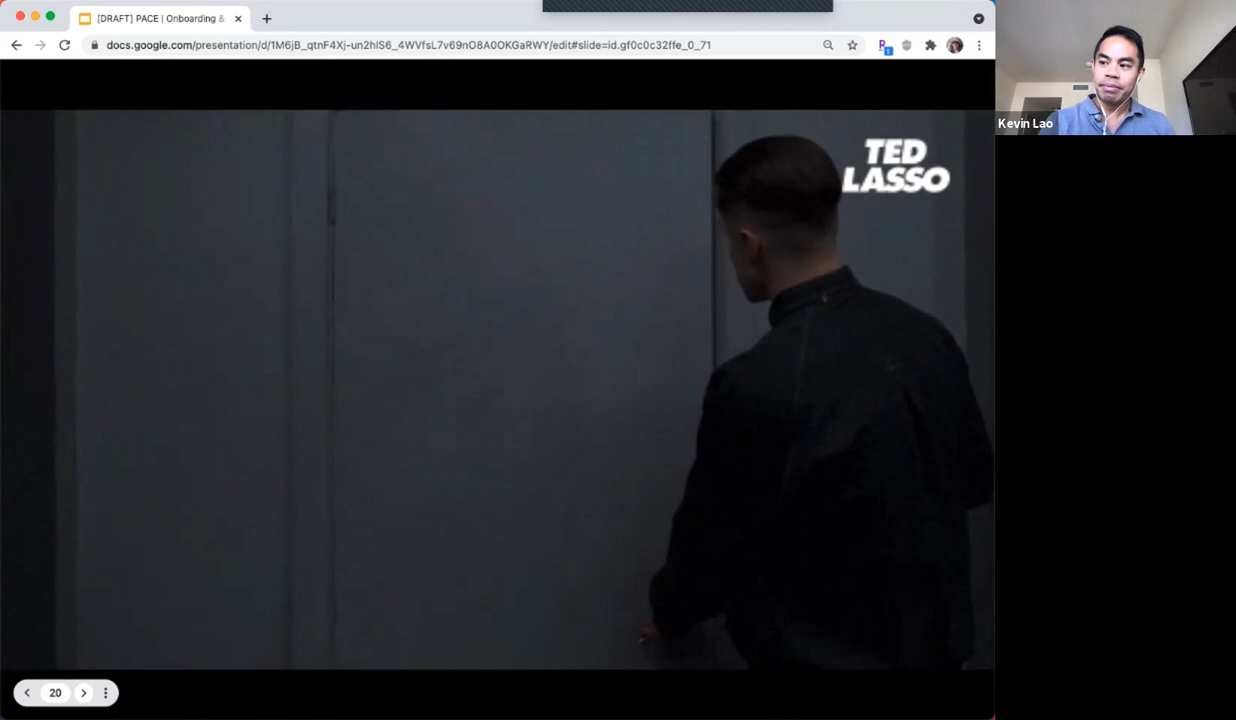 [DRAFT] PACE | Onboarding &
docs.google.com/presentation/d/1M6jB_qtnF4Xj-un2hlS6_4WVfsL7v69nO8A0OKGaRWY/edit#slide=id.gf0c0c32ffe_0_71
Kevin Lao
TED
LASSO
20